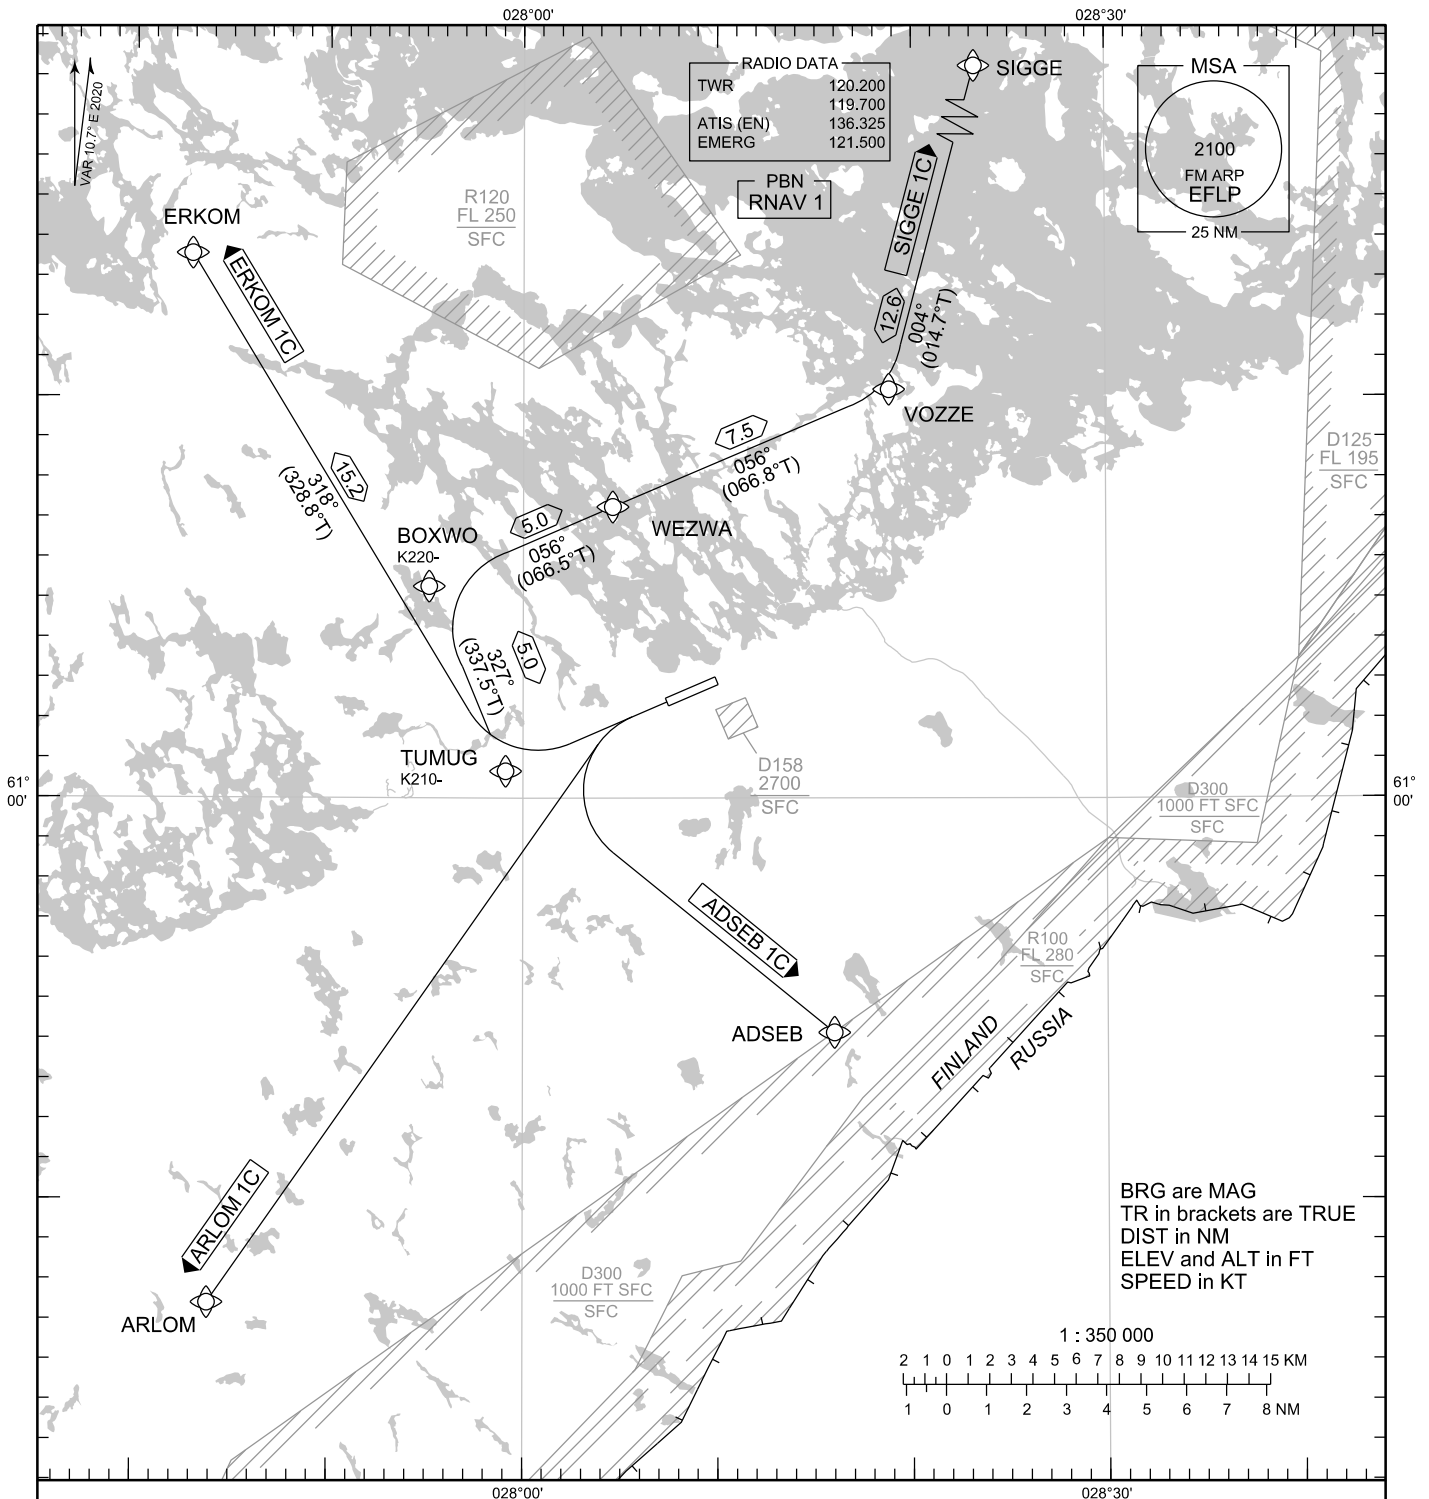 028°00'
028°30'
VAR 10.7° E 2020
RADIO DATA
TWR 120.200
119.700
ATIS (EN) 136.325
EMERG 121.500
PBN
RNAV 1
SIGGE
MSA
2100
FM ARP
EFLP
25 NM
R120
FL 250
SFC
ERKOM
ERKOM 1C
SIGGE 1C
12.6
004°
(014.7°T)
VOZZE
7.5
056°
(066.8°T)
D125
FL 195
SFC
15.2
318°
(328.8°T)
BOXWO
K220-
5.0
056°
(066.5°T)
WEZWA
5.0
327°
(337.5°T)
TUMUG
K210-
D158
2700
SFC
61°
00'
61°
00'
D300
1000 FT SFC
SFC
ADSEB 1C
R100
FL 280
SFC
ADSEB
FINLAND
RUSSIA
ARLOM 1C
ARLOM
D300
1000 FT SFC
SFC
BRG are MAG
TR in brackets are TRUE
DIST in NM
ELEV and ALT in FT
SPEED in KT
1 : 350 000
2 1 0 1 2 3 4 5 6 7 8 9 10 11 12 13 14 15 KM
1 0 1 2 3 4 5 6 7 8 NM
028°00'
028°30'